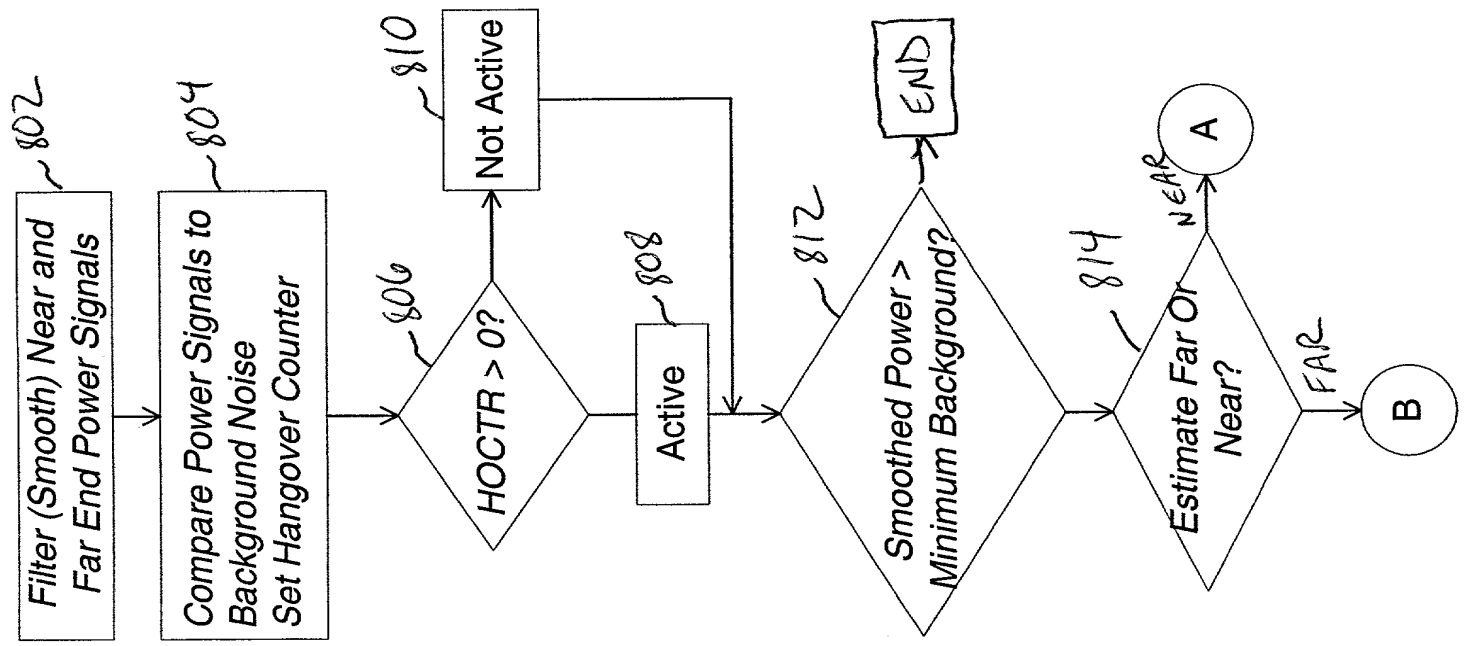 Filter (Smooth) Near and
Far End Power Signals
802
Compare Power Signals to
Background Noise
Set Hangover Counter
804
HOCTR > 0?
806
Not Active
810
Active
808
Smoothed Power >
Minimum Background?
812
END
Estimate Far Or
Near?
814
NEAR
A
FAR
B